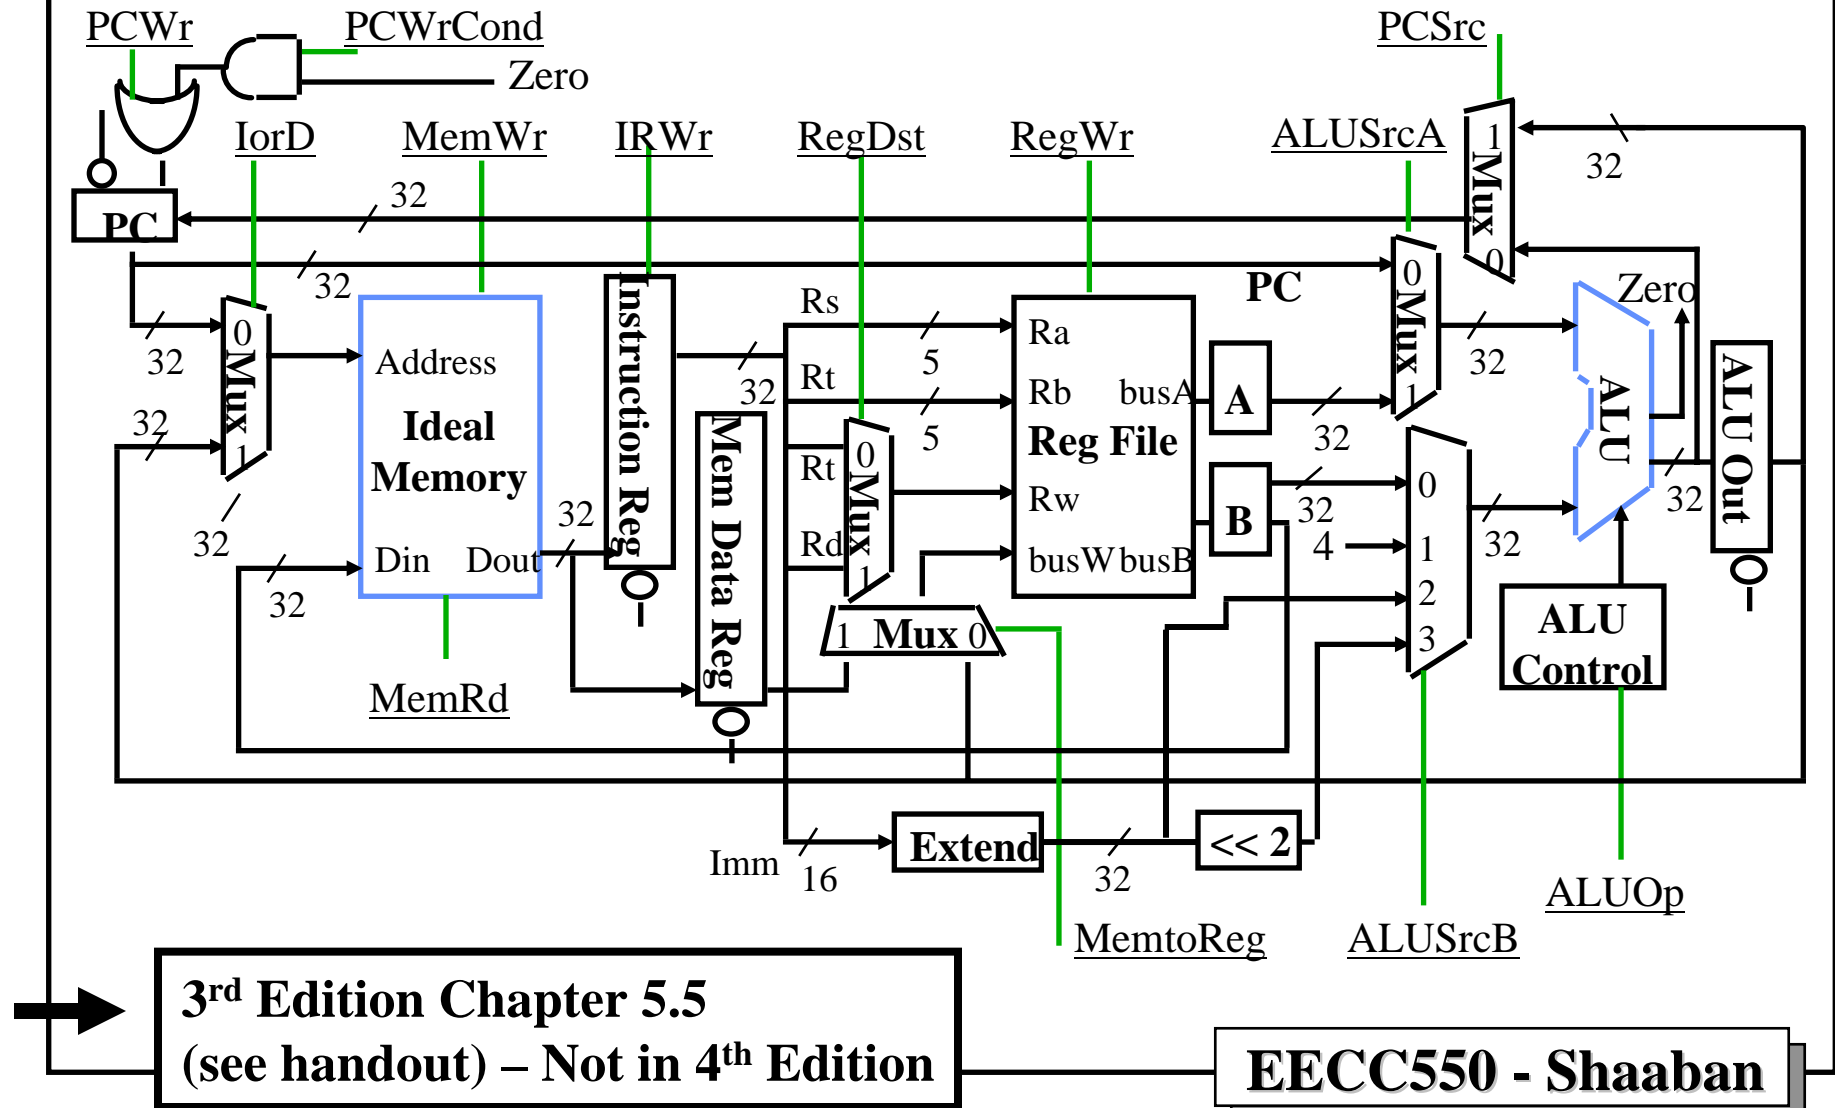 PCWr PCWrCond PCSrc
Zero
IorD MemWr IRWr RegDst RegWr ALUSrcA
1 Mux 0
32
32
PC
32
PC
0 Mux 1
Zero
Rs
Ra
0 Mux 1
32
5
32
Address
Instruction Reg
32
Rt
Rb busA
A
ALU
ALU Out
32
Ideal
Memory
Mem Data Reg
5
Reg File
32
Rt
0 Mux 1
Rw
B
0
32
32
32
32
32
4
1
Din Dout
Rd
busW busB
32
2
1 Mux 0
3
ALU
Control
MemRd
Imm
16
Extend
32
<< 2
ALUOp
MemtoReg ALUSrcB
3rd Edition Chapter 5.5
(see handout) – Not in 4th Edition
EECC550 - Shaaban